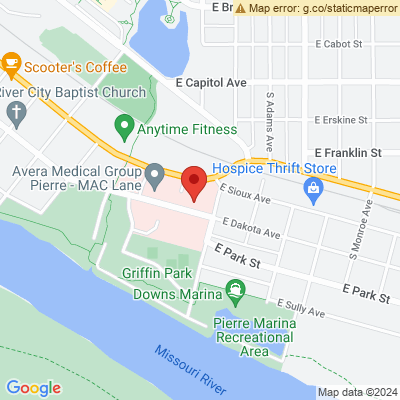 E Br
Map error: g.co/staticmaperror
E Cabot St
Scooter's Coffee
E Capitol Ave
River City Baptist Church
S Adams Ave
E Erskine St
Anytime Fitness
E Franklin St
Avera Medical Group
Pierre - MAC Lane
Hospice Thrift Store
E Sioux Ave
E Dakota Ave
S Monroe Ave
E Park St
Griffin Park
Downs Marina
E Park St
E Sully Ave
Pierre Marina
Recreational
Area
Missouri River
Google
Map data ©2024